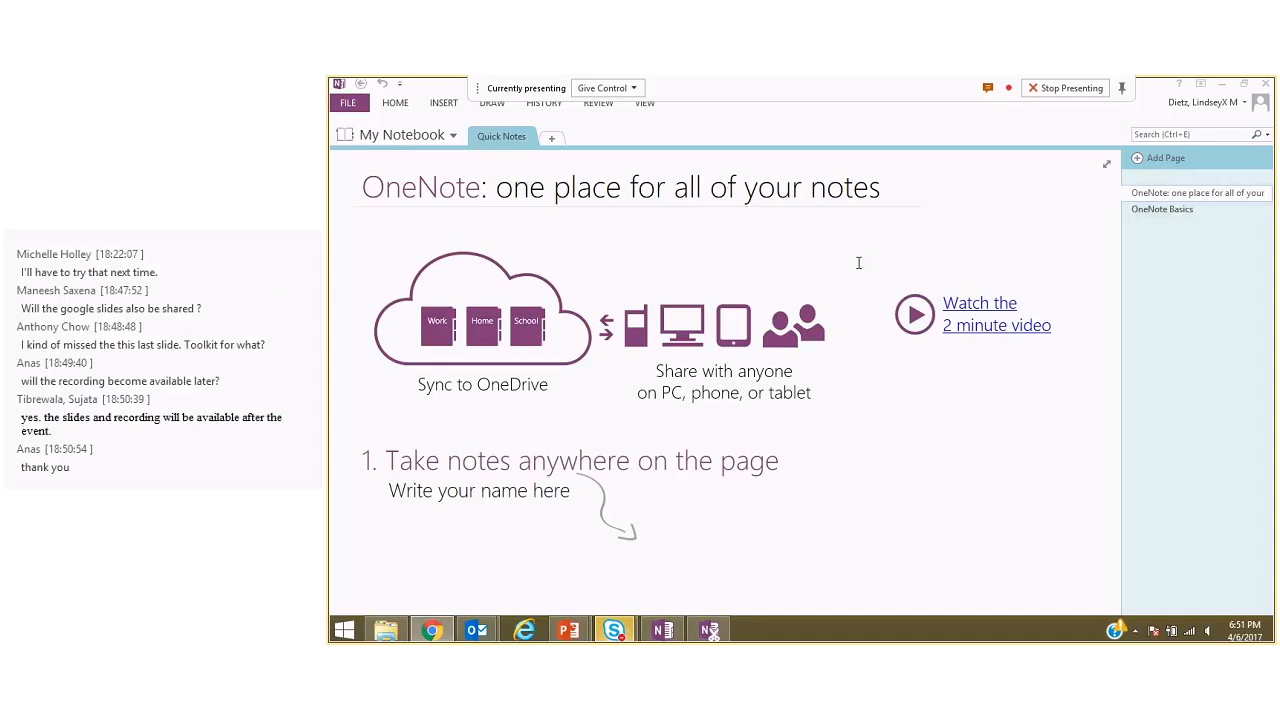 Michelle Holley [18:22:07 ]
I'll have to try that next time.
Maneesh Saxena [18:47:52 ]
Will the google slides also be shared ?
Anthony Chow [18:48:48 ]
I kind of missed the this last slide. Toolkit for what?
Anas [18:49:40 ]
will the recording become available later?
Tibrewala, Sujata [18:50:39 ]
yes. the slides and recording will be available after the
event.
Anas [18:50:54 ]
thank you
Currently presenting Give Control
Stop Presenting
FILE HOME INSERT DRAW HISTORY REVIEW VIEW
Dietz, LindseyX M
My Notebook Quick Notes
Search (Ctrl+E)
Add Page
OneNote: one place for all of your
OneNote Basics
OneNote: one place for all of your notes
Work Home School
Sync to OneDrive
Share with anyone
on PC, phone, or tablet
Watch the
2 minute video
1. Take notes anywhere on the page
Write your name here
6:51 PM
4/6/2017